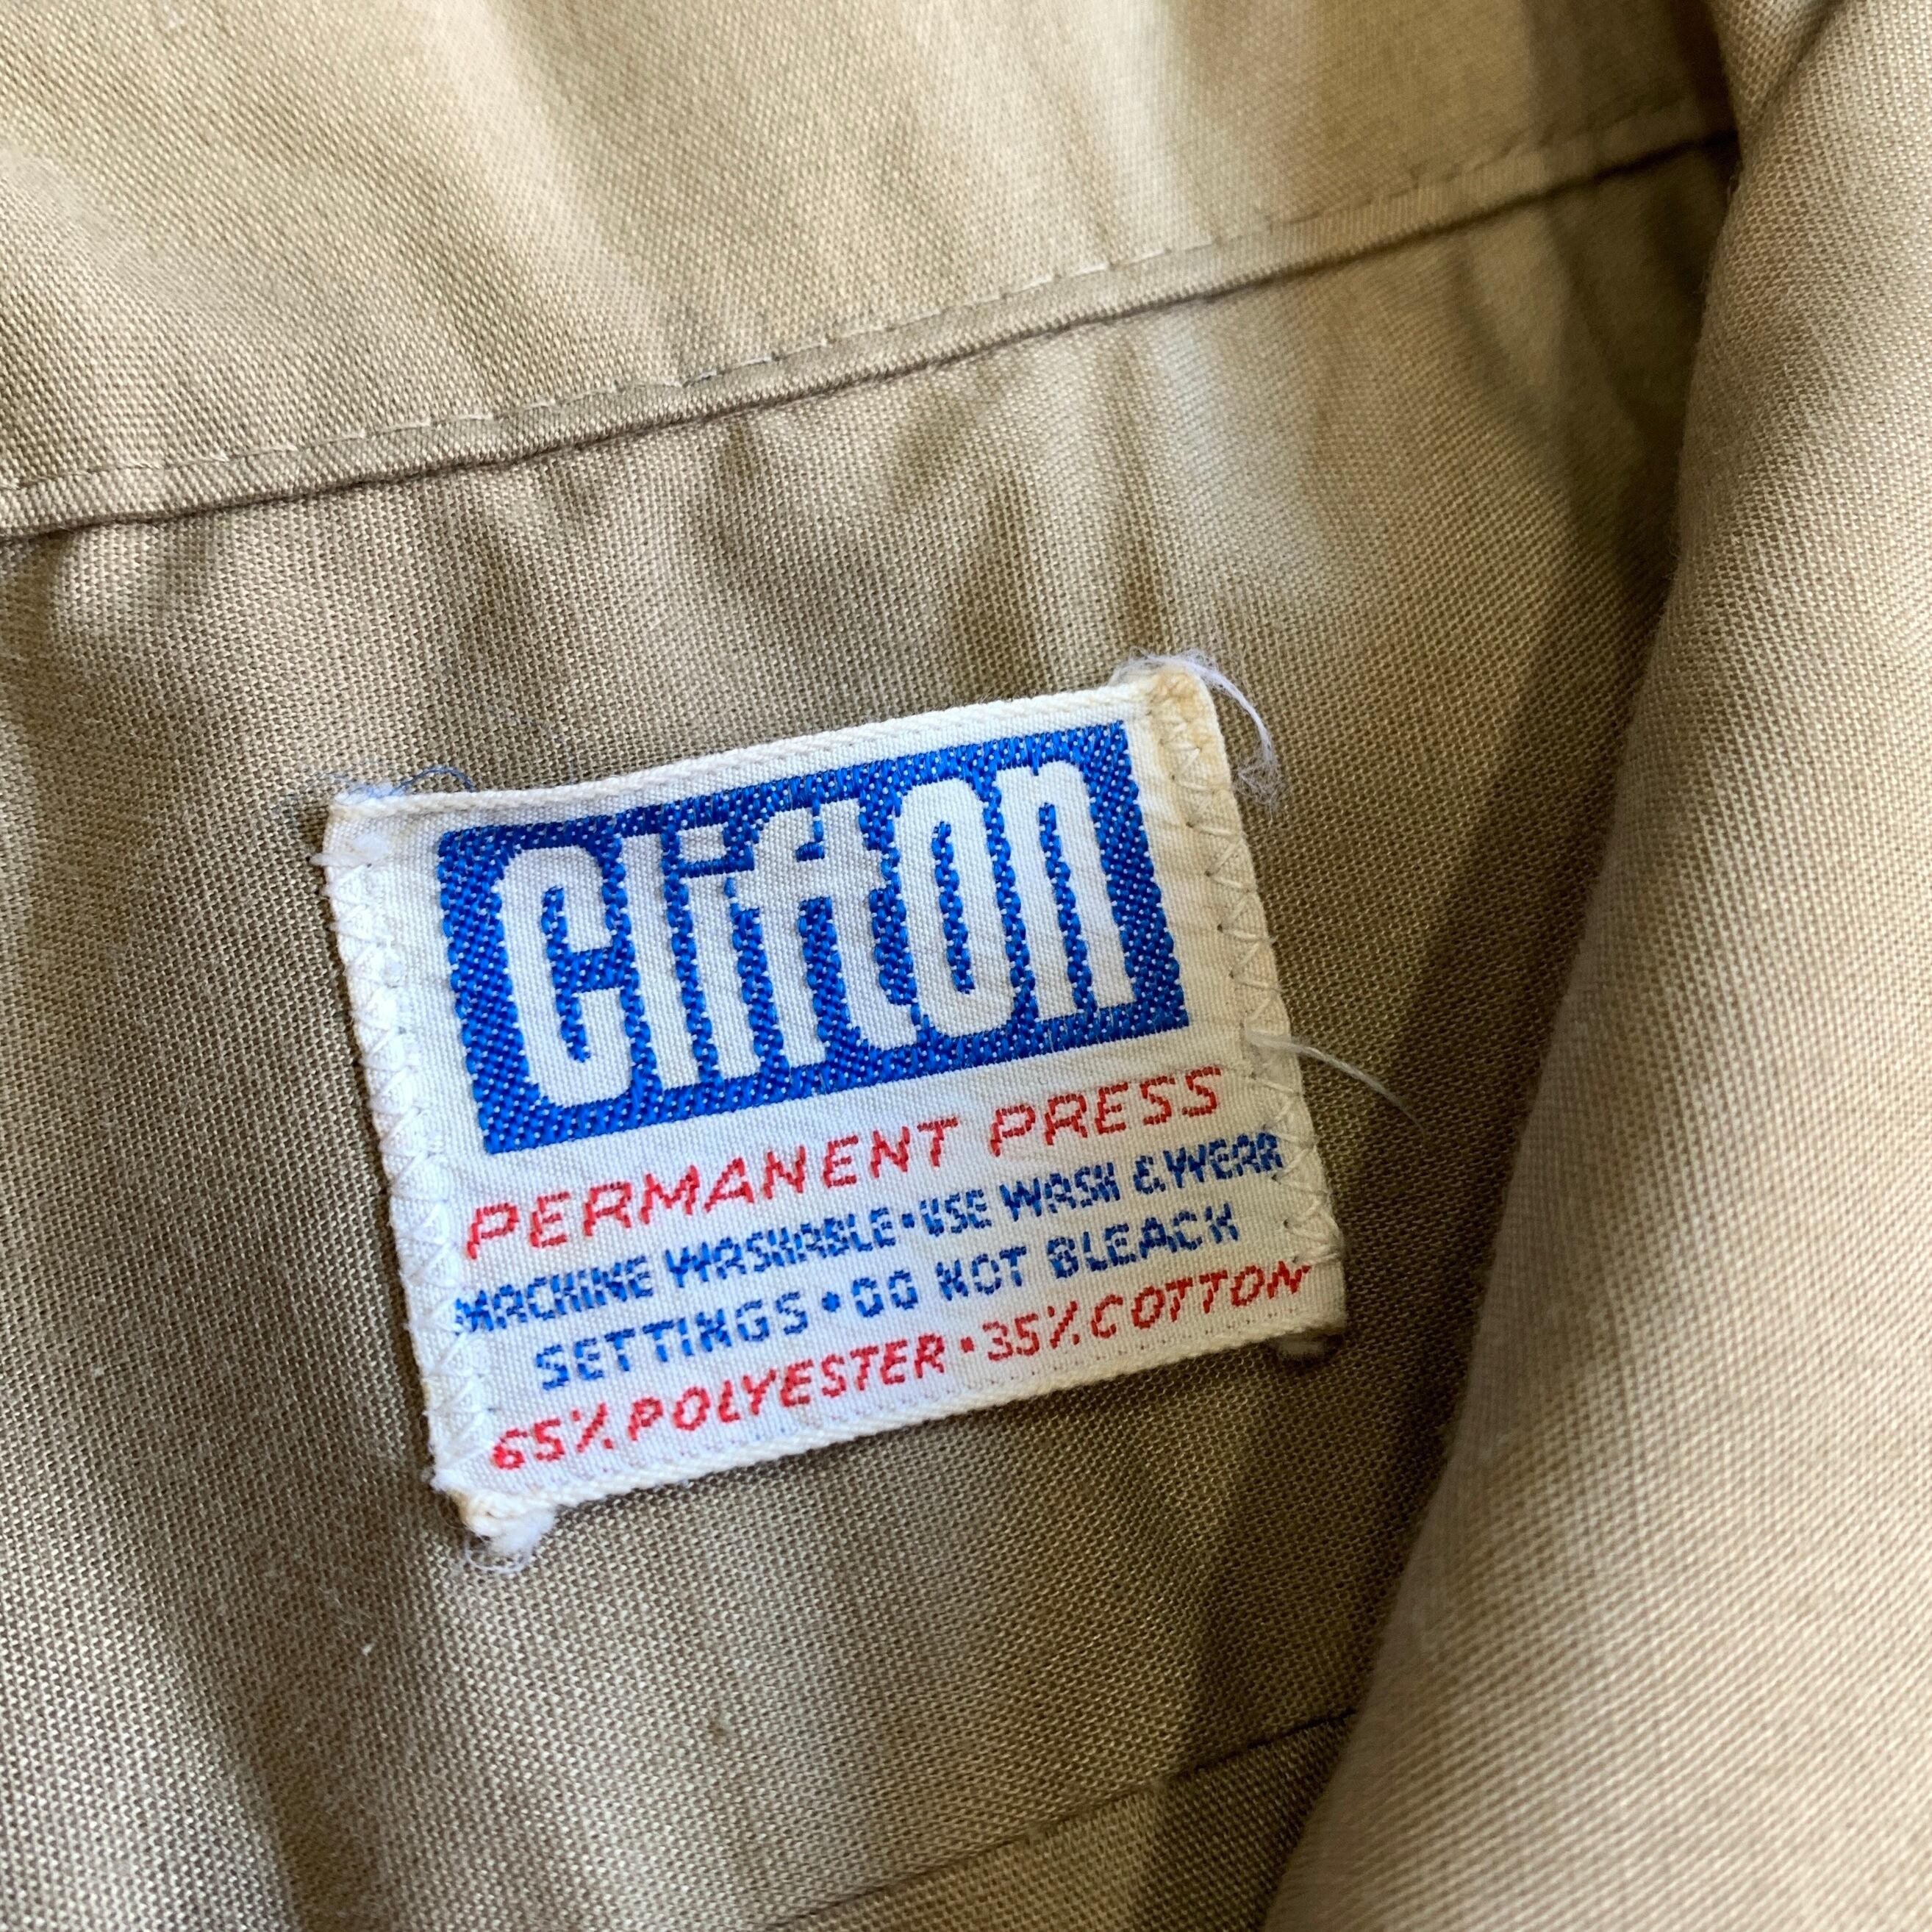 Clifton
PERMANENT PRESS
MACHINE WASHABLE • USE WASH & WEAR
SETTINGS • DO NOT BLEACH
65% POLYESTER • 35% COTTON